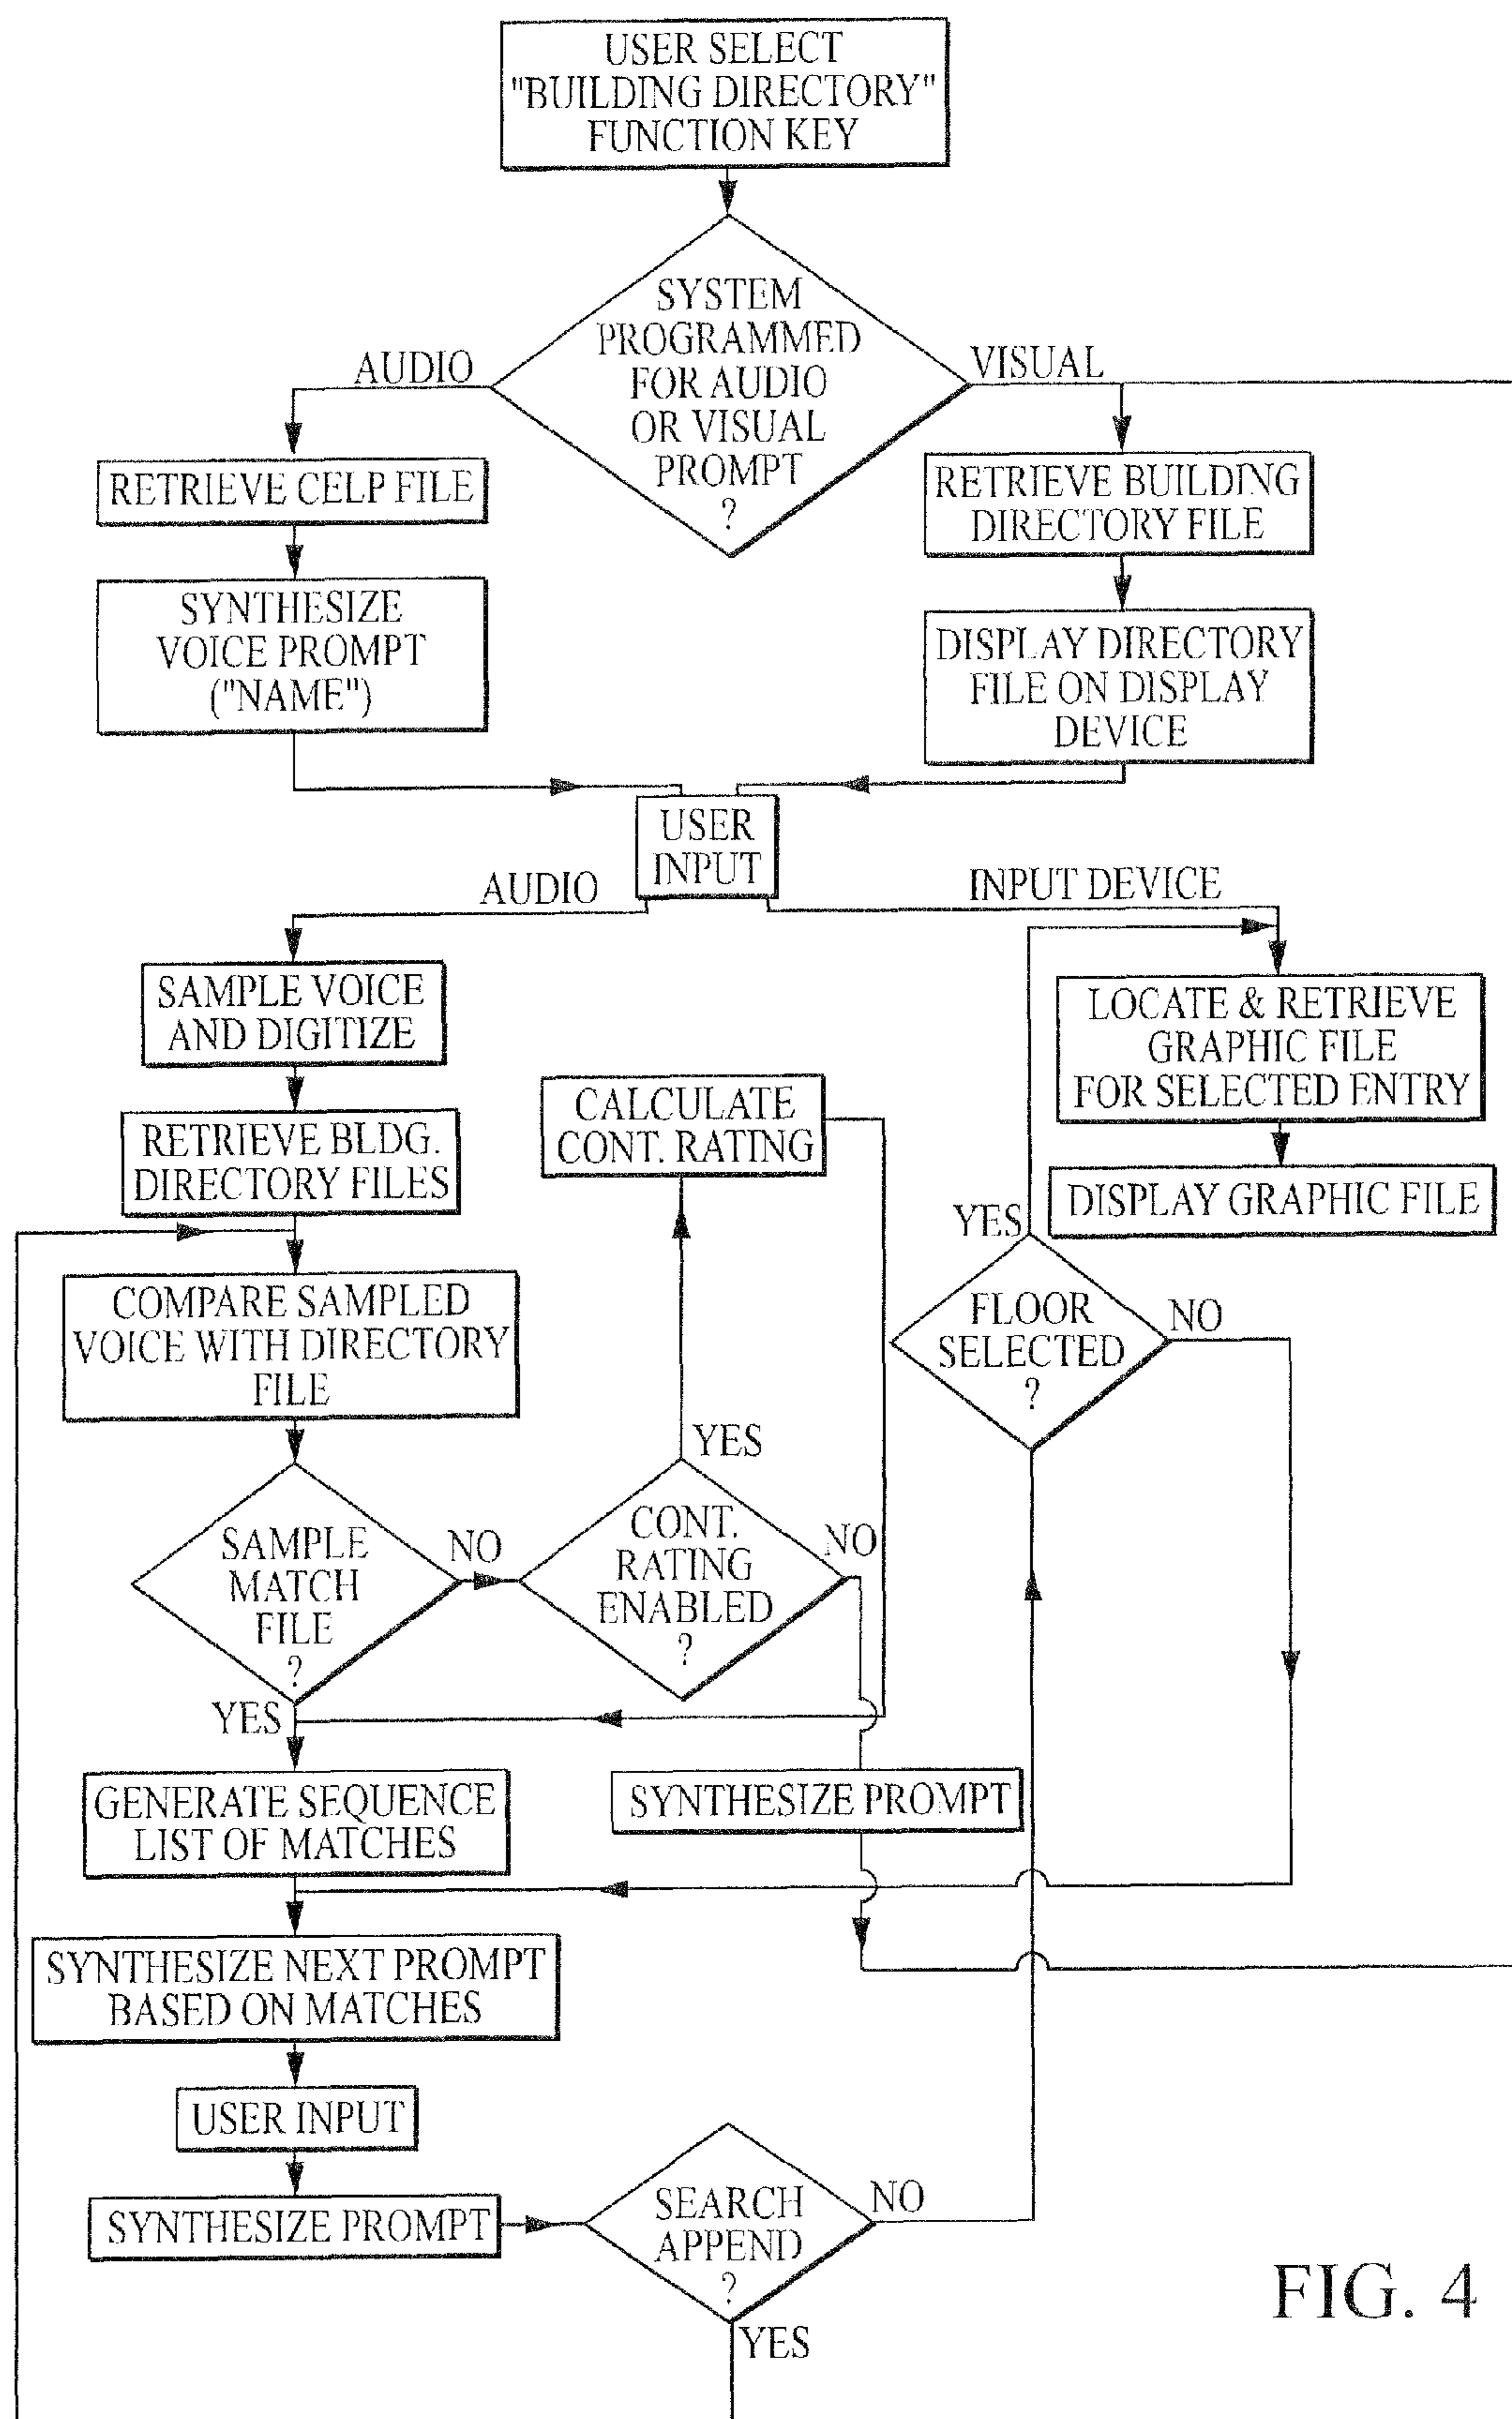 USER SELECT
"BUILDING DIRECTORY"
FUNCTION KEY
SYSTEM
PROGRAMMED
FOR AUDIO
OR VISUAL
PROMPT
?
AUDIO
VISUAL
RETRIEVE CELP FILE
SYNTHESIZE
VOICE PROMPT
("NAME")
RETRIEVE BUILDING
DIRECTORY FILE
DISPLAY DIRECTORY
FILE ON DISPLAY
DEVICE
USER
INPUT
AUDIO
INPUT DEVICE
SAMPLE VOICE
AND DIGITIZE
RETRIEVE BLDG.
DIRECTORY FILES
COMPARE SAMPLED
VOICE WITH DIRECTORY
FILE
SAMPLE
MATCH
FILE
?
NO
YES
CALCULATE
CONT. RATING
YES
CONT.
RATING
ENABLED
?
NO
LOCATE & RETRIEVE
GRAPHIC FILE
FOR SELECTED ENTRY
DISPLAY GRAPHIC FILE
YES
FLOOR
SELECTED
?
NO
GENERATE SEQUENCE
LIST OF MATCHES
SYNTHESIZE PROMPT
SYNTHESIZE NEXT PROMPT
BASED ON MATCHES
USER INPUT
SYNTHESIZE PROMPT
SEARCH
APPEND
?
NO
YES
FIG. 4